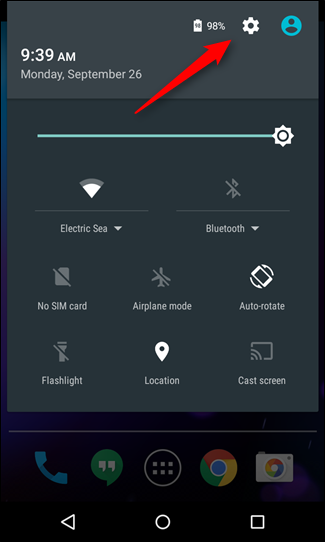 98%
9:39 AM
Monday, September 26
Electric Sea
Bluetooth
No SIM card
Airplane mode
Auto-rotate
Flashlight
Location
Cast screen